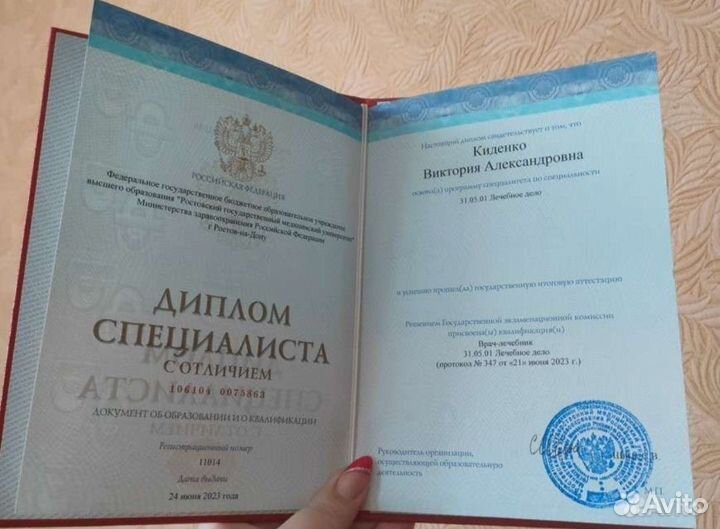 РОССИЙСКАЯ ФЕДЕРАЦИЯ
Федеральное государственное бюджетное образовательное учреждение
высшего образования "Ростовский государственный медицинский университет"
Министерства здравоохранения Российской Федерации
г Ростов-на-Дону
ДИПЛОМ
СПЕЦИАЛИСТА
С ОТЛИЧИЕМ
106104 0075863
ДОКУМЕНТ ОБ ОБРАЗОВАНИИ И О КВАЛИФИКАЦИИ
Регистрационный номер
11014
Дата выдачи
24 июня 2023 года
Настоящий диплом свидетельствует о том, что
Киденко
Виктория Александровна
освоил(а) программу специалитета по специальности
31.05.01 Лечебное дело
и успешно прошел(ла) государственную итоговую аттестацию
Решением Государственной экзаменационной комиссии
присвоена(ы) квалификация(и)
Врач-лечебник
31.05.01 Лечебное дело
(протокол № 347 от «21» июня 2023 г.)
Руководитель организации,
осуществляющей образовательную
деятельность
М.П.
Avito